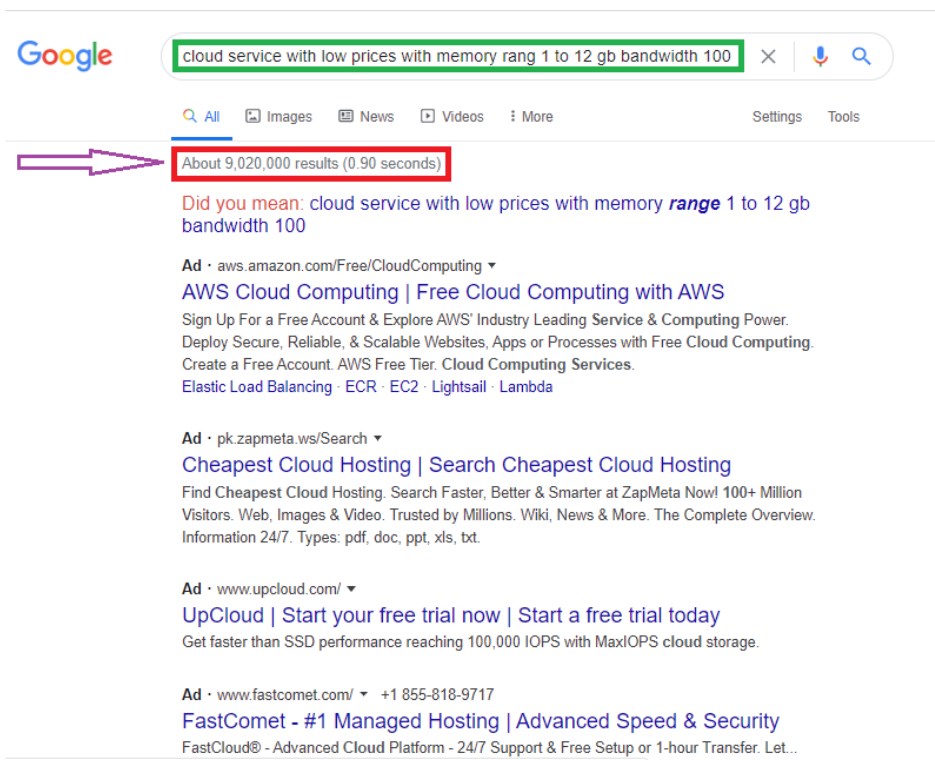 Google
cloud service with low prices with memory rang 1 to 12 gb bandwidth 100
All Images News Videos More Settings Tools
About 9,020,000 results (0.90 seconds)
Did you mean: cloud service with low prices with memory range 1 to 12 gb
bandwidth 100
Ad · aws.amazon.com/Free/CloudComputing
AWS Cloud Computing | Free Cloud Computing with AWS
Sign Up For a Free Account & Explore AWS' Industry Leading Service & Computing Power.
Deploy Secure, Reliable, & Scalable Websites, Apps or Processes with Free Cloud Computing.
Create a Free Account. AWS Free Tier. Cloud Computing Services.
Elastic Load Balancing · ECR · EC2 · Lightsail · Lambda
Ad · pk.zapmeta.ws/Search
Cheapest Cloud Hosting | Search Cheapest Cloud Hosting
Find Cheapest Cloud Hosting. Search Faster, Better & Smarter at ZapMeta Now! 100+ Million
Visitors. Web, Images & Video. Trusted by Millions. Wiki, News & More. The Complete Overview.
Information 24/7. Types: pdf, doc, ppt, xls, txt.
Ad · www.upcloud.com/
UpCloud | Start your free trial now | Start a free trial today
Get faster than SSD performance reaching 100,000 IOPS with MaxIOPS cloud storage.
Ad · www.fastcomet.com/ +1 855-818-9717
FastComet - #1 Managed Hosting | Advanced Speed & Security
FastCloud® - Advanced Cloud Platform - 24/7 Support & Free Setup or 1-hour Transfer. Let...